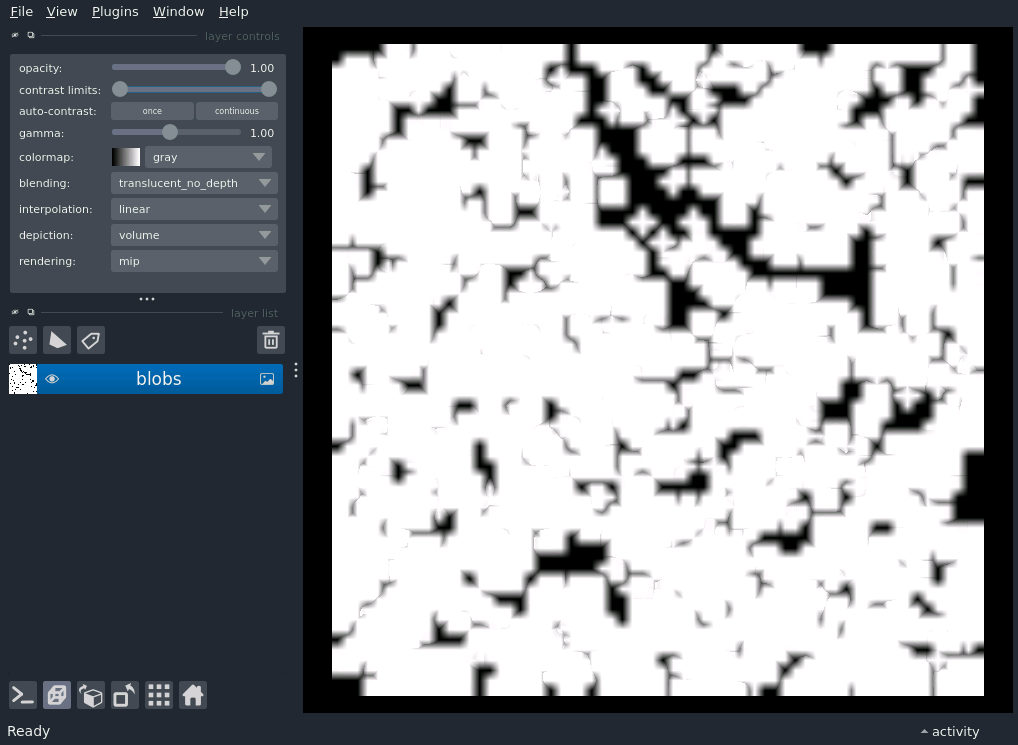 File View Plugins Window Help
layer controls
opacity: 1.00
contrast limits:
auto-contrast: once continuous
gamma: 1.00
colormap: gray
blending: translucent_no_depth
interpolation: linear
depiction: volume
rendering: mip
layer list
blobs
Ready activity